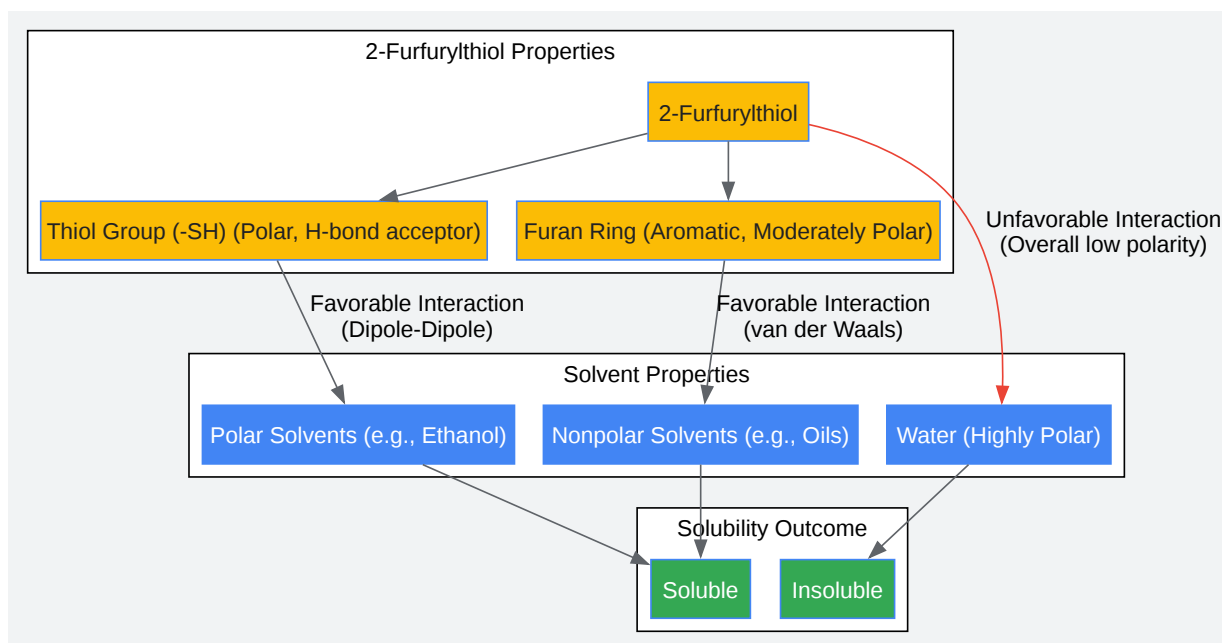 2-Furfurylthiol Properties
2-Furfurylthiol
Thiol Group (-SH) (Polar, H-bond acceptor)
Furan Ring (Aromatic, Moderately Polar)
Unfavorable Interaction
(Overall low polarity)
Favorable Interaction
(Dipole-Dipole)
Favorable Interaction
(van der Waals)
Solvent Properties
Polar Solvents (e.g., Ethanol)
Nonpolar Solvents (e.g., Oils)
Water (Highly Polar)
Solubility Outcome
Soluble
Insoluble